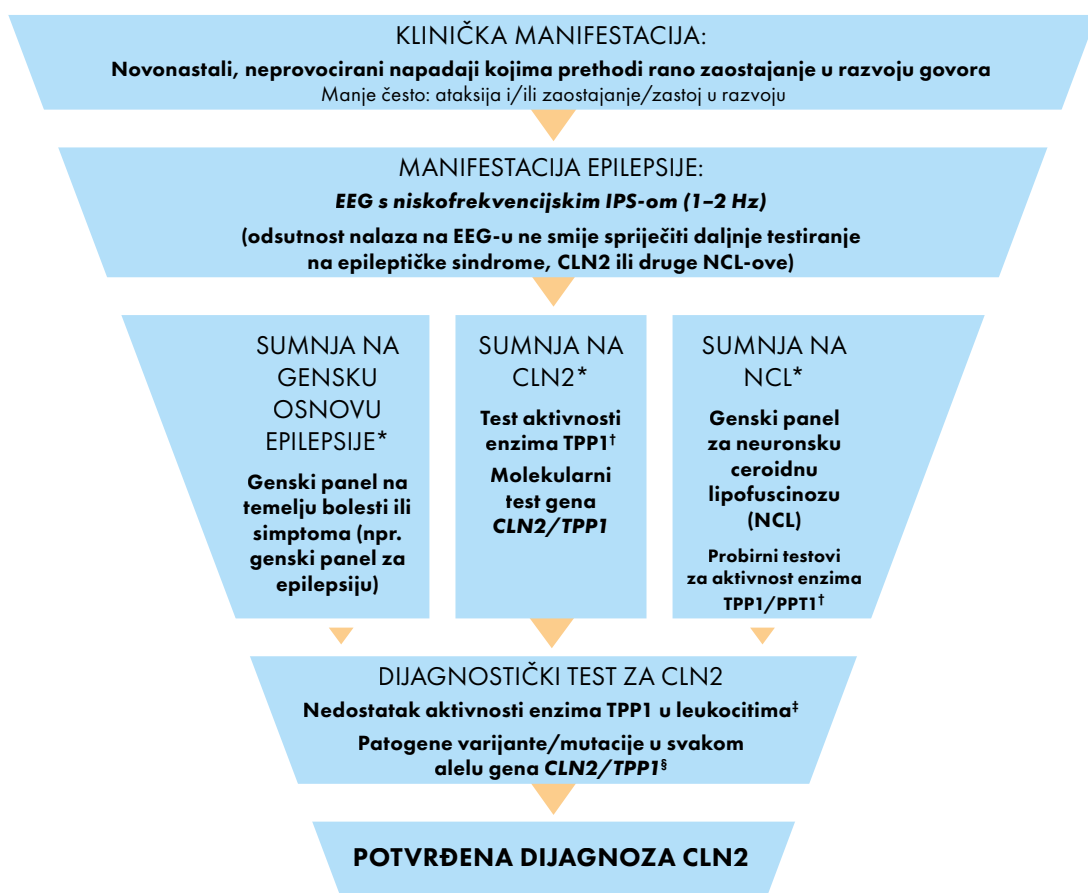 KLINIČKA MANIFESTACIJA:
Novonastali, neprovocirani napadaji kojima prethodi rano zaostajanje u razvoju govora
Manje često: ataksija i/ili zaostajanje/zastoj u razvoju
MANIFESTACIJA EPILEPSIJE:
EEG s niskofrekvencijskim IPS-om (1–2 Hz)
(odsutnost nalaza na EEG-u ne smije spriječiti daljnje testiranje
na epileptičke sindrome, CLN2 ili druge NCL-ove)
SUMNJA NA
GENSKU
OSNOVU
EPILEPSIJE*
Genski panel na
temelju bolesti ili
simptoma (npr.
genski panel za
epilepsiju)
SUMNJA NA
CLN2*
Test aktivnosti
enzima TPP1†
Molekularni
test gena
CLN2/TPP1
SUMNJA NA
NCL*
Genski panel
za neuronsku
ceroidnu
lipofuscinozu
(NCL)
Probirni testovi
za aktivnost enzima
TPP1/PPT1†
DIJAGNOSTIČKI TEST ZA CLN2
Nedostatak aktivnosti enzima TPP1 u leukocitima‡
Patogene varijante/mutacije u svakom
alelu gena CLN2/TPP1§
POTVRĐENA DIJAGNOZA CLN2